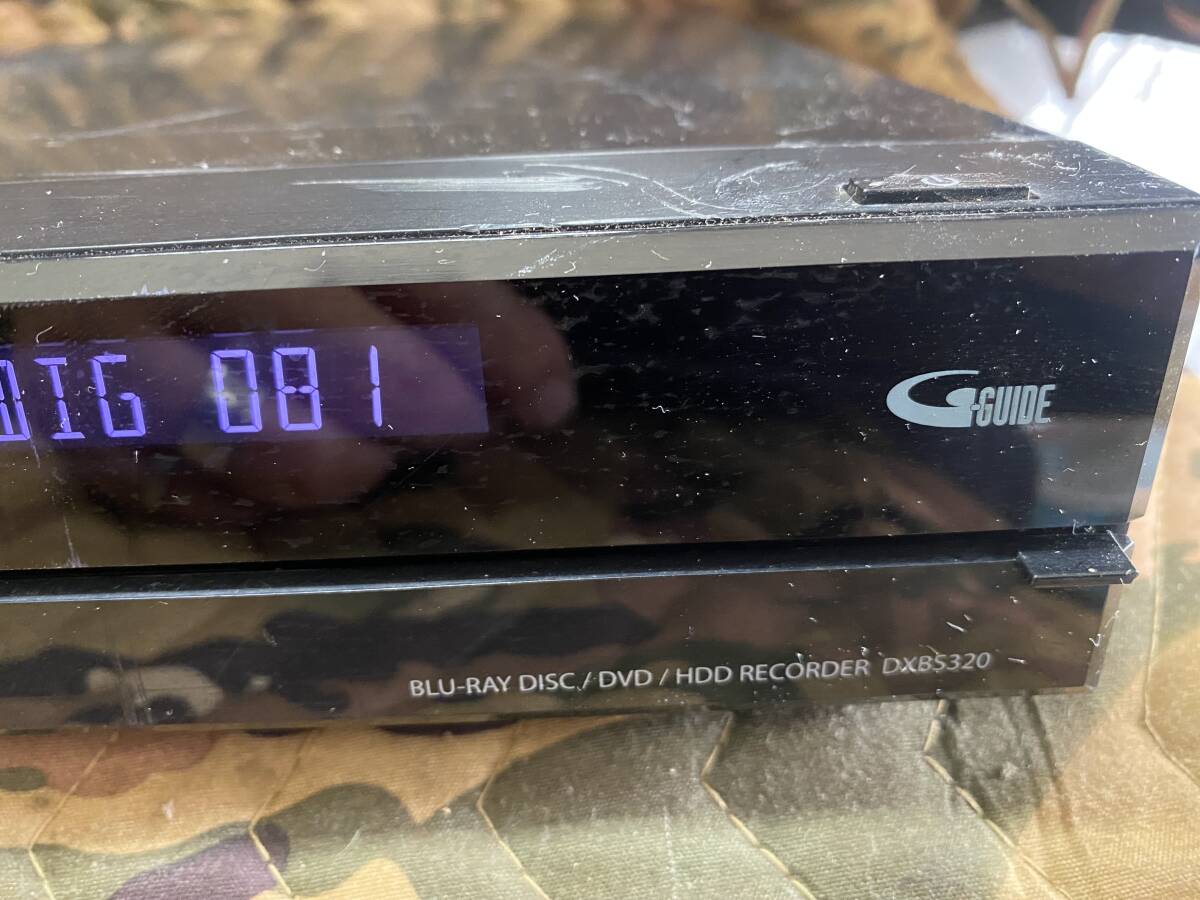 DIG 081
G-GUIDE
BLU-RAY DISC / DVD / HDD RECORDER DXBS320